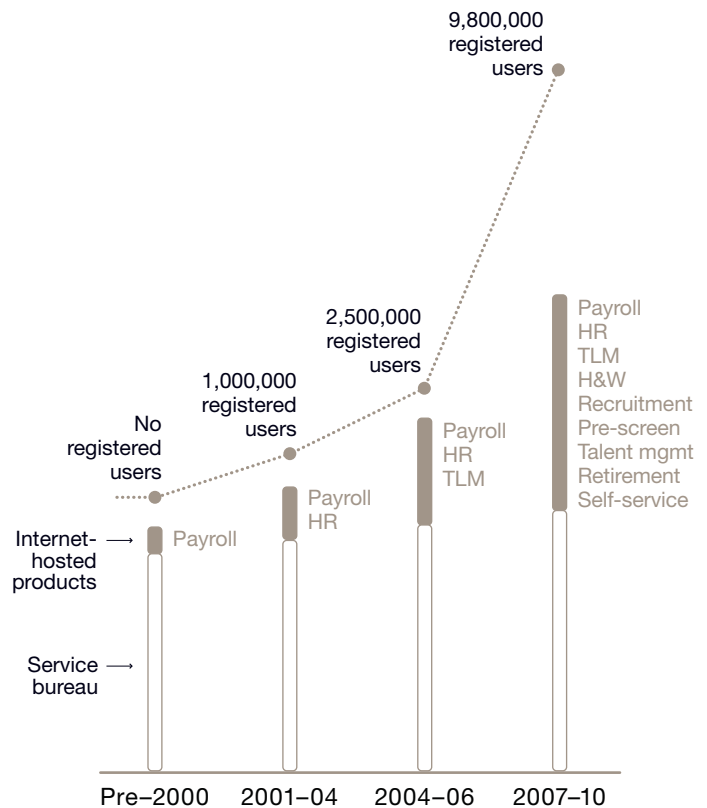 9,800,000
registered
users
2,500,000
registered
users
1,000,000
registered
users
No
registered
users
Payroll
HR
TLM
H&W
Recruitment
Pre-screen
Talent mgmt
Retirement
Self-service
Payroll
HR
TLM
Payroll
HR
Payroll
Internet-
hosted
products
Service
bureau
Pre–2000 2001–04 2004–06 2007–10